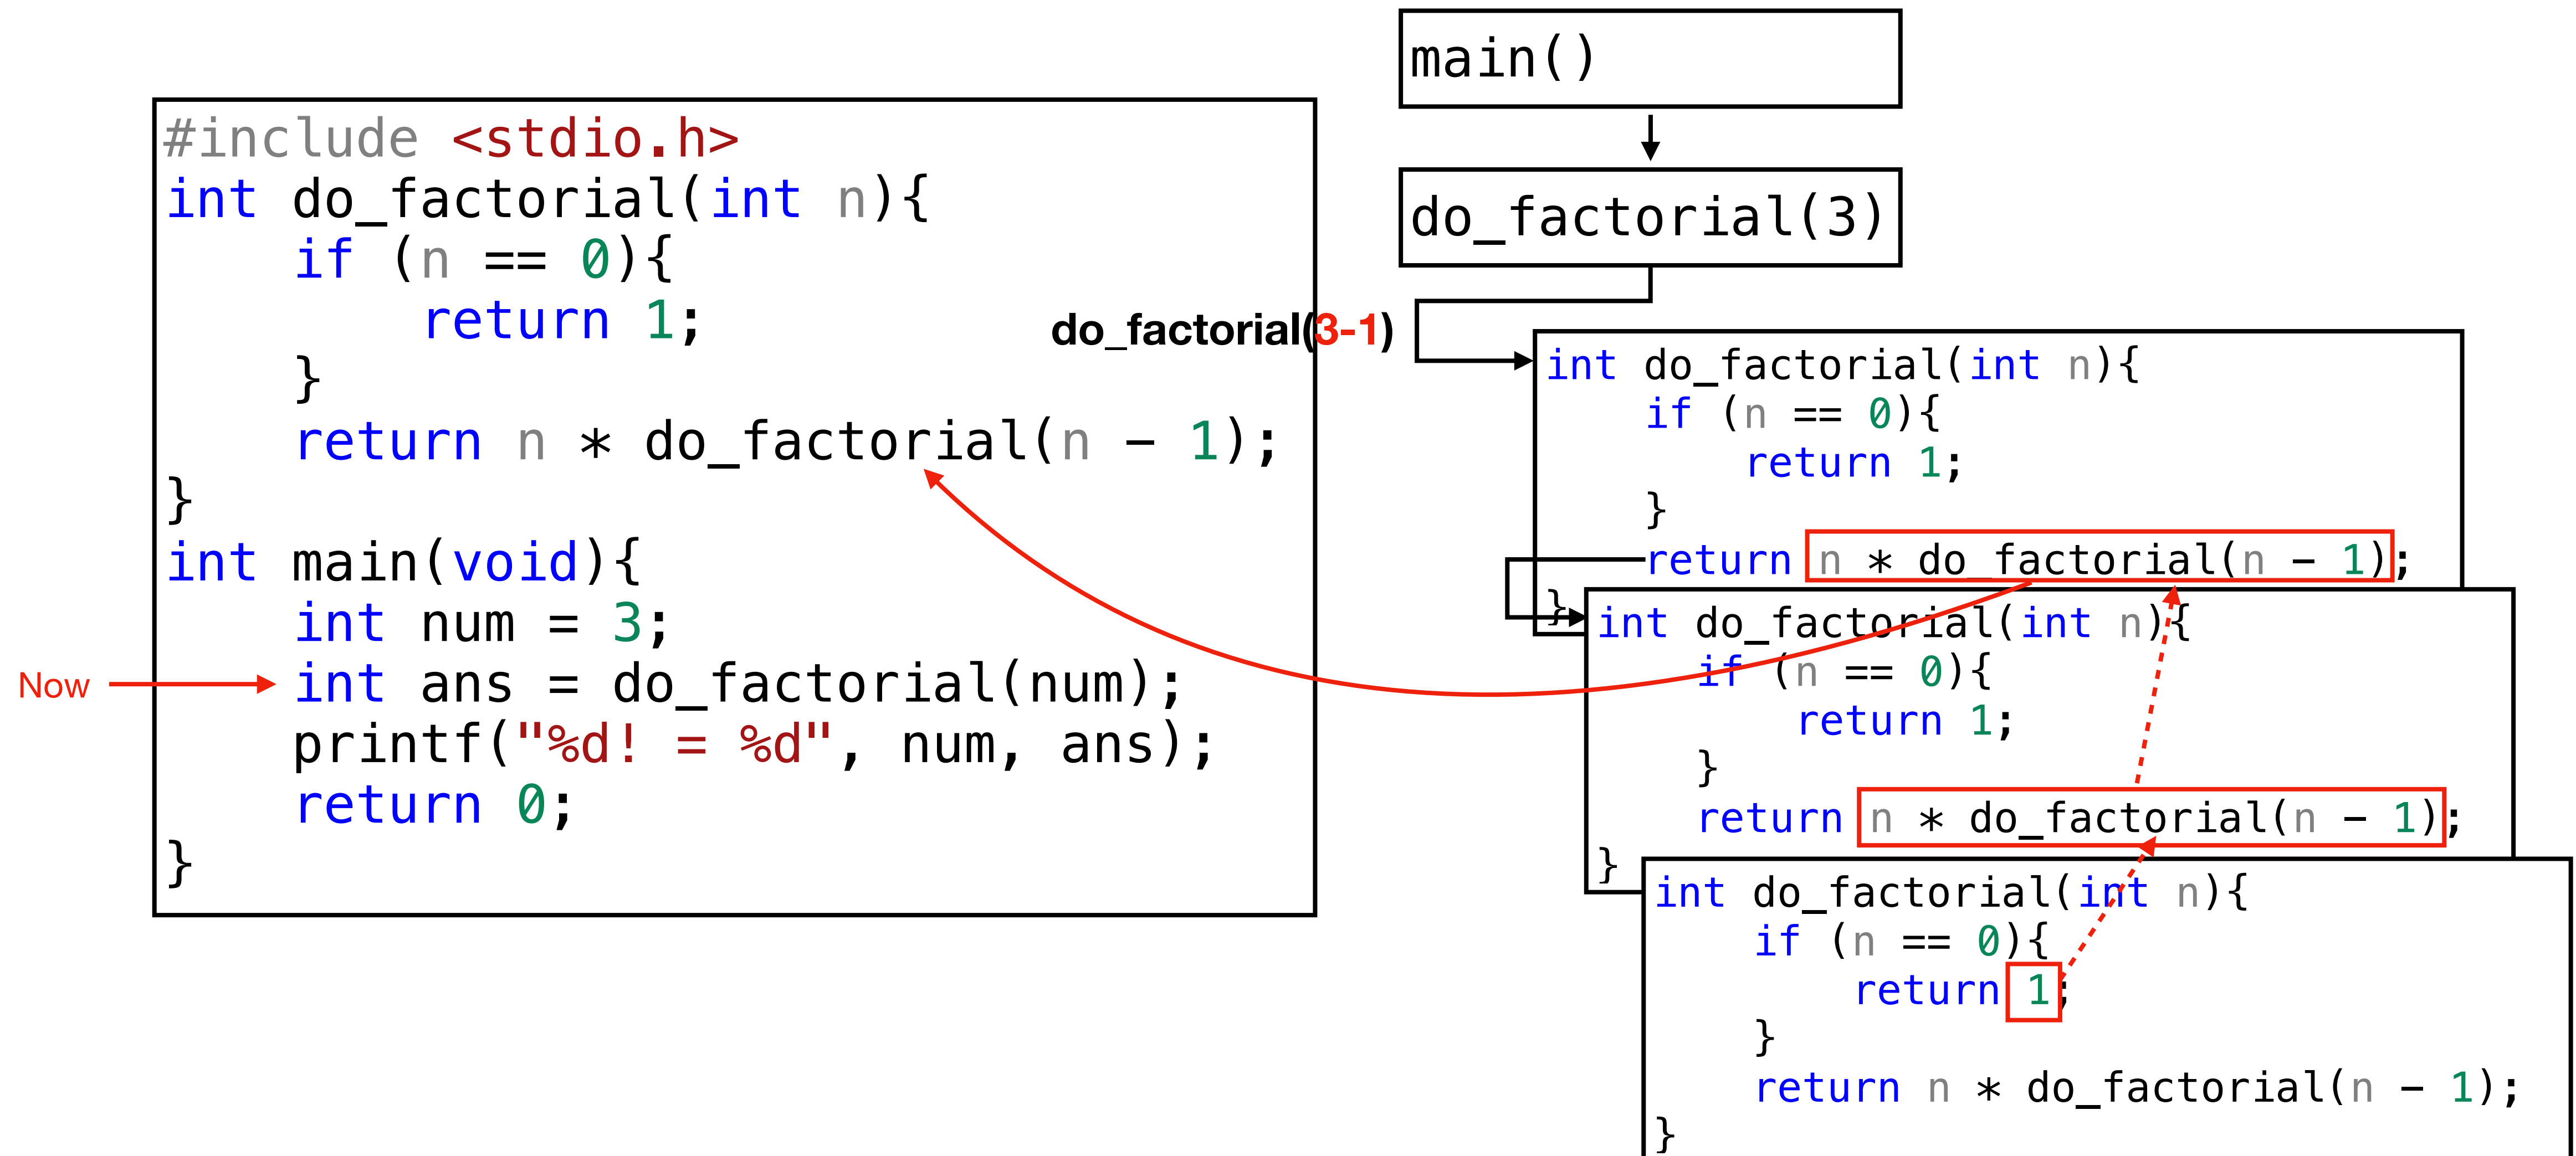 #include <stdio.h>
int do_factorial(int n){
if (n == 0){
return 1;
}
return n * do_factorial(n - 1);
}
int main(void){
int num = 3;
int ans = do_factorial(num);
printf("%d! = %d", num, ans);
return 0;
}
Now
main()
do_factorial(3)
do_factorial(3-1)
int do_factorial(int n){
if (n == 0){
return 1;
}
return n * do_factorial(n - 1);
}
int do_factorial(int n){
if (n == 0){
return 1;
}
return n * do_factorial(n - 1);
}
int do_factorial(int n){
if (n == 0){
return 1;
}
return n * do_factorial(n - 1);
}